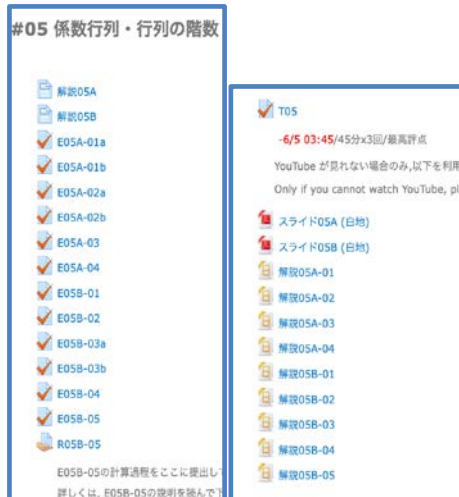 #05 係数行列・行列の階数
解説05A
解説05B
E05A-01a
E05A-01b
E05A-02a
E05A-02b
E05A-03
E05A-04
E05B-01
E05B-02
E05B-03a
E05B-03b
E05B-04
E05B-05
R05B-05
E05B-05の計算過程をここに提出し
詳しくは、E05B-05の説明を読んで下
T05
-6/5 03:45/45分x3回/最高評点
YouTube が見れない場合のみ,以下を利用
Only if you cannot watch YouTube, pl
スライド05A (白地)
スライド05B (白地)
解説05A-01
解説05A-02
解説05A-03
解説05A-04
解説05B-01
解説05B-02
解説05B-03
解説05B-04
解説05B-05